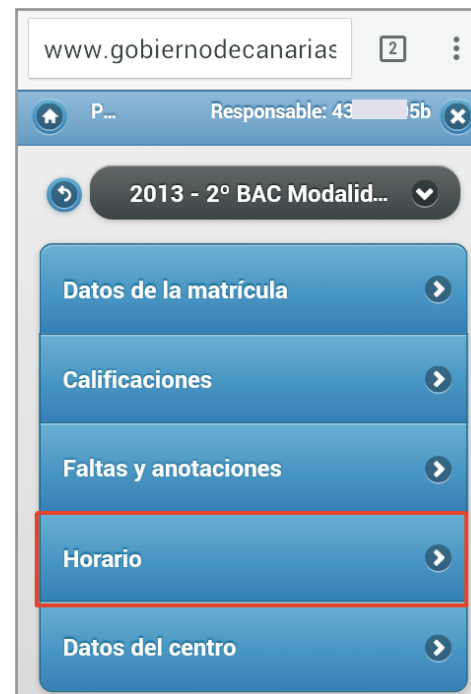 www.gobiernodecanarias
2
P... Responsable: 43 5b
2013 - 2º BAC Modalid...
Datos de la matrícula
Calificaciones
Faltas y anotaciones
Horario
Datos del centro